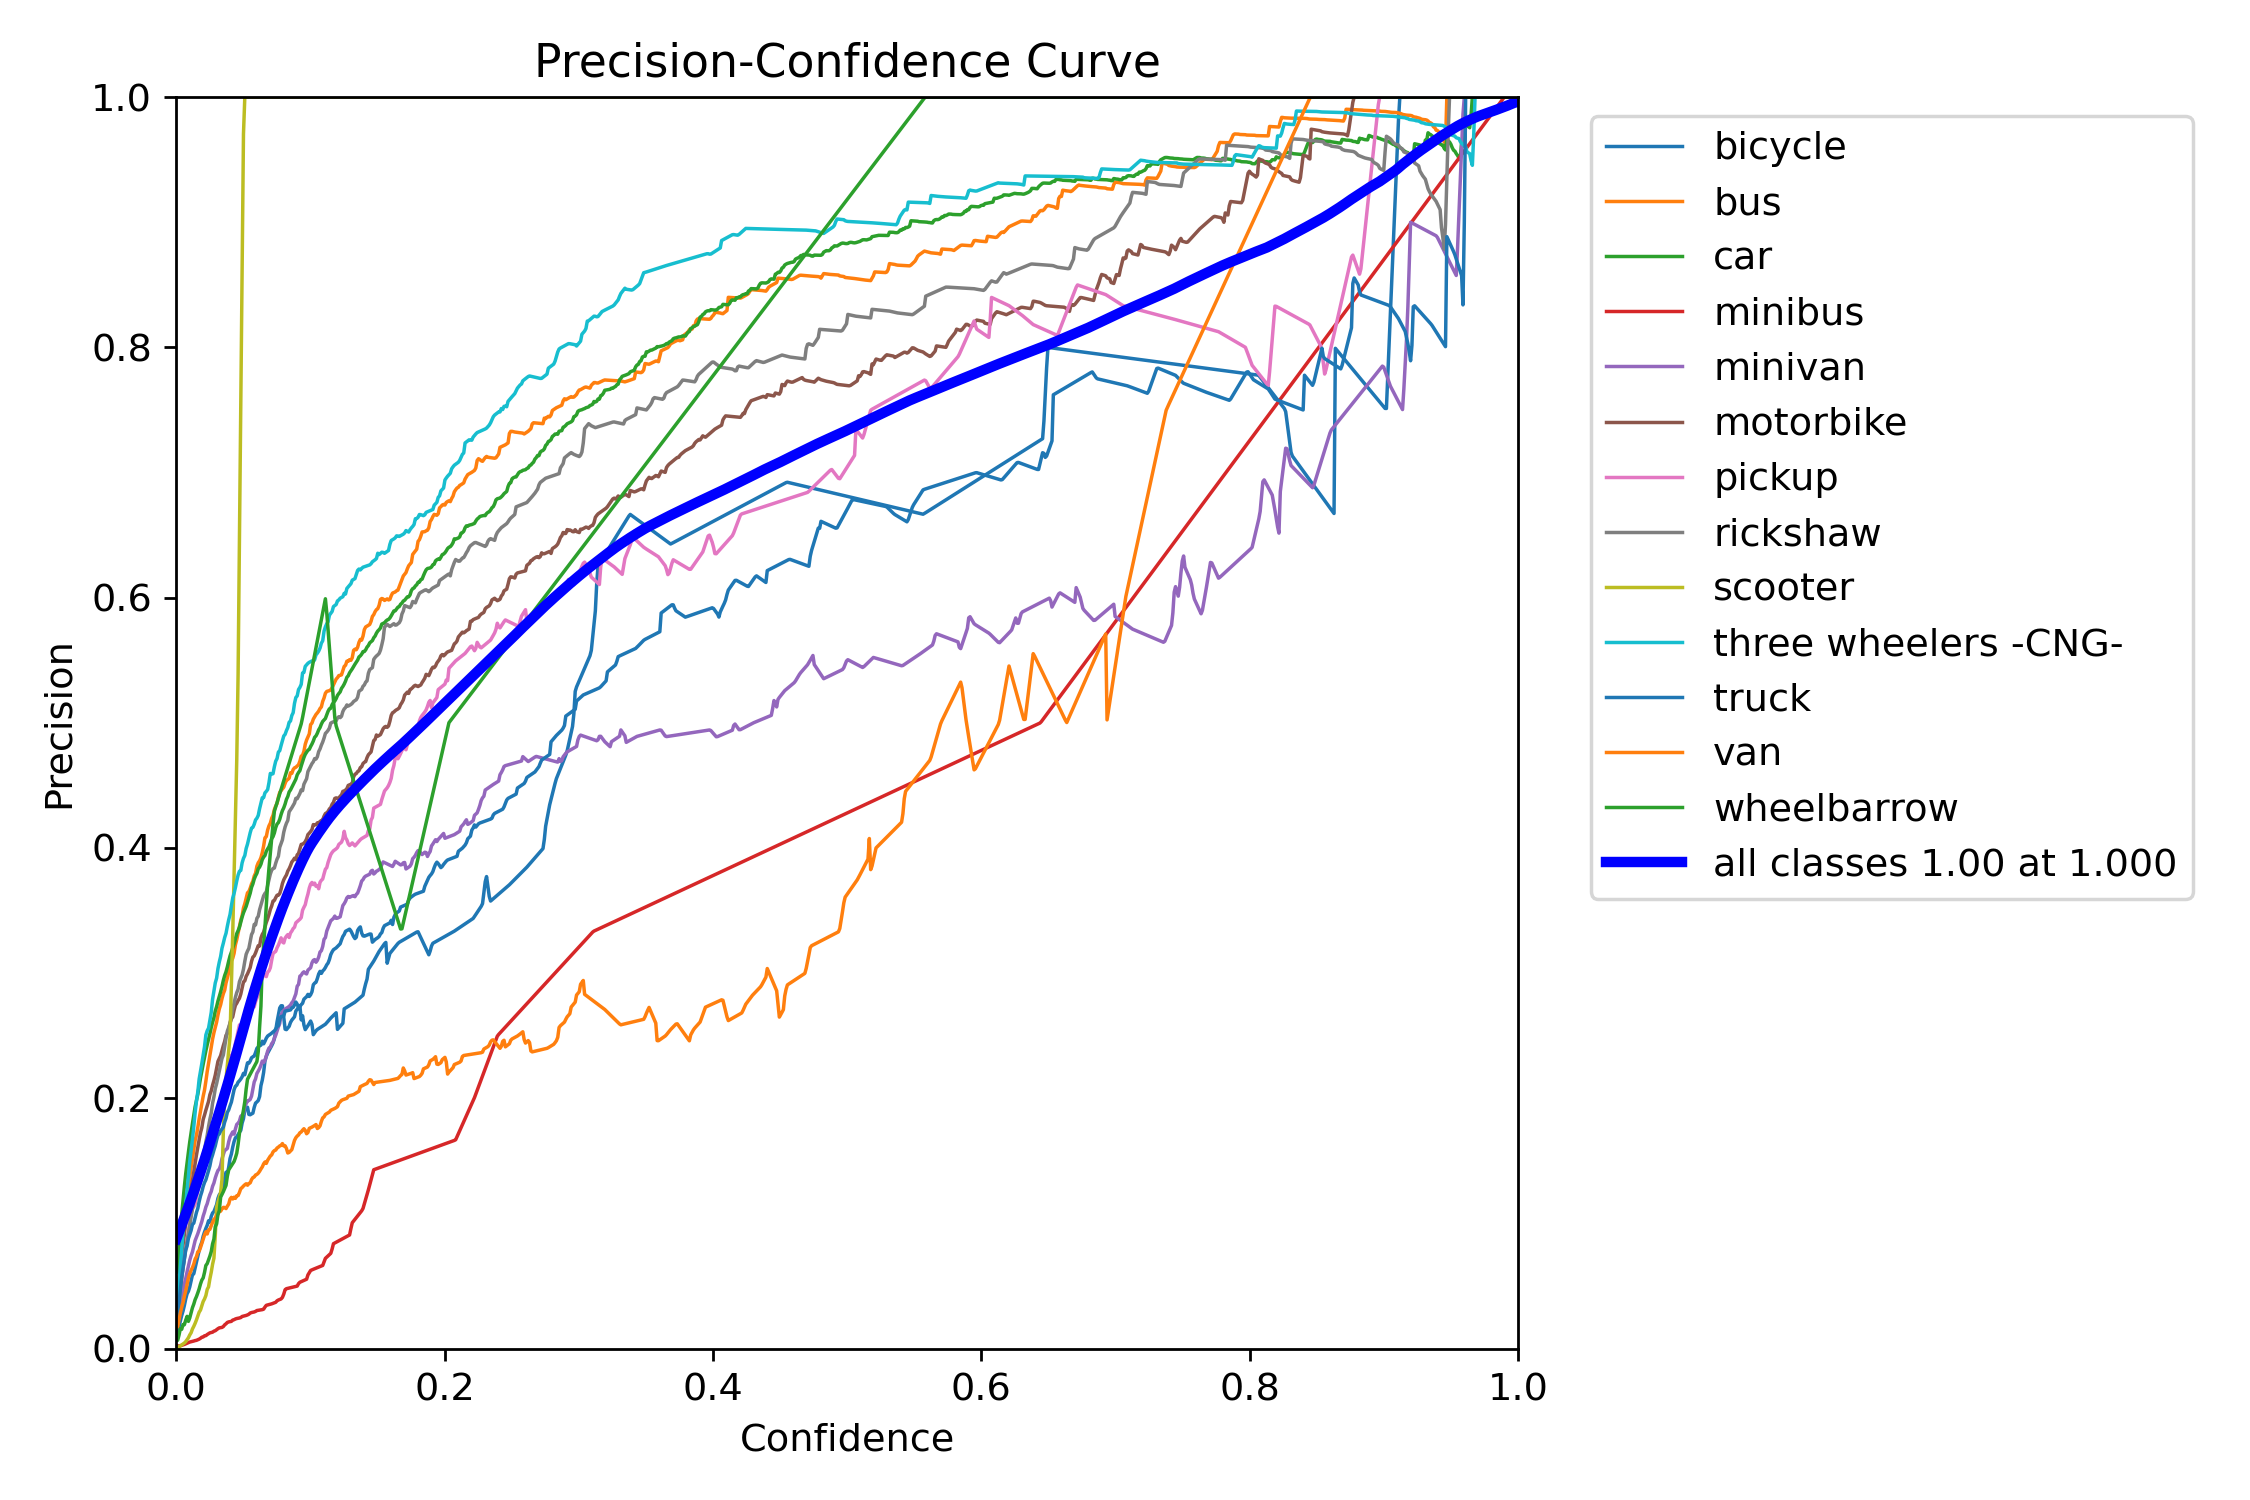 Precision-Confidence Curve
1.0
0.8
0.6
0.4
0.2
0.0
Precision
0.0 0.2 0.4 0.6 0.8 1.0
Confidence
bicycle
bus
car
minibus
minivan
motorbike
pickup
rickshaw
scooter
three wheelers -CNG-
truck
van
wheelbarrow
all classes 1.00 at 1.000